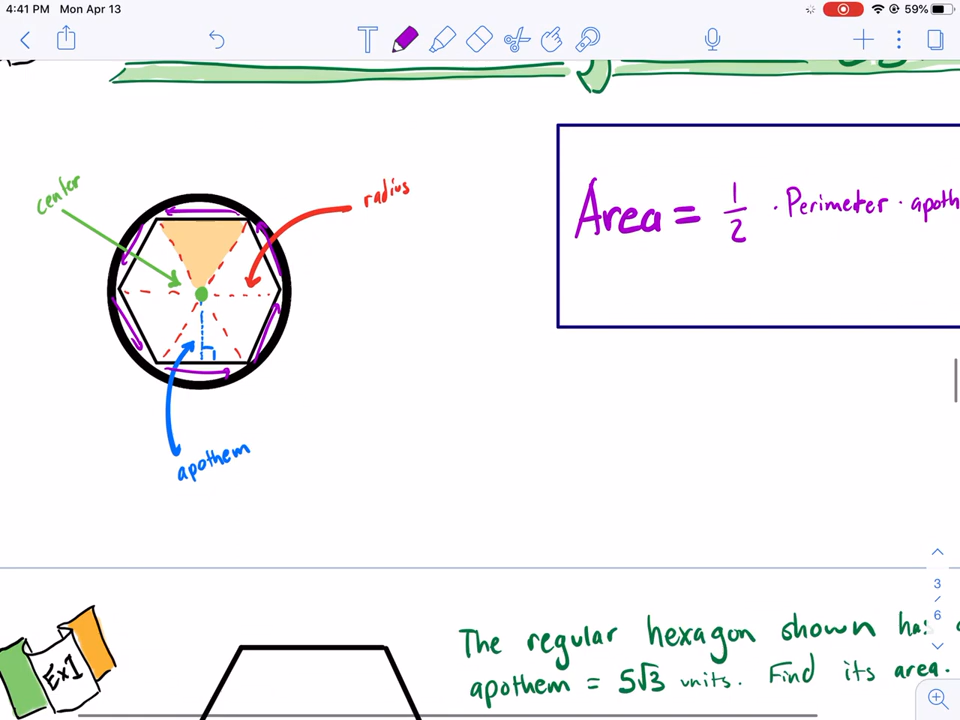 4:41 PM Mon Apr 13
59%
T
center
radius
Area = 1/2 · Perimeter · apoth
apothem
3
/
6
Ex1
The regular hexagon shown has
apothem = 5√3 units. Find its area.